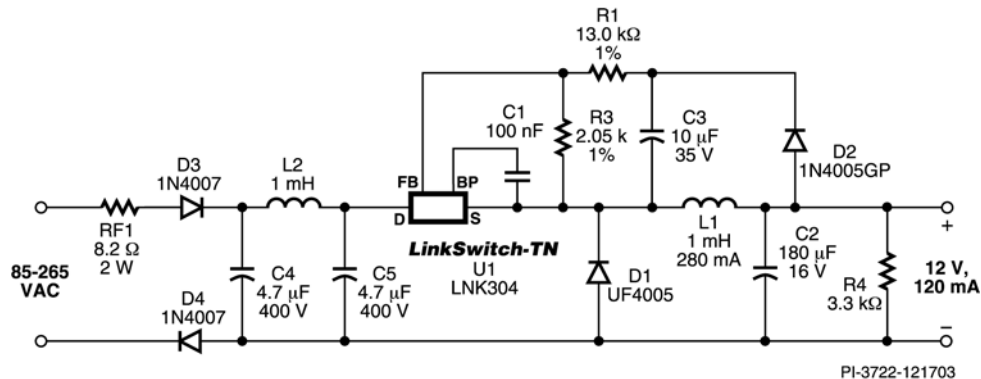 R1
13.0 kΩ
1%
C1
100 nF
R3
2.05 k
1%
C3
10 μF
35 V
D2
1N4005GP
D3
1N4007
L2
1 mH
FB
BP
D
S
RF1
8.2 Ω
2 W
LinkSwitch-TN
U1
LNK304
L1
1 mH
280 mA
+
85-265
VAC
C4
4.7 μF
400 V
C5
4.7 μF
400 V
D1
UF4005
C2
180 μF
16 V
R4
3.3 kΩ
12 V,
120 mA
D4
1N4007
–
PI-3722-121703